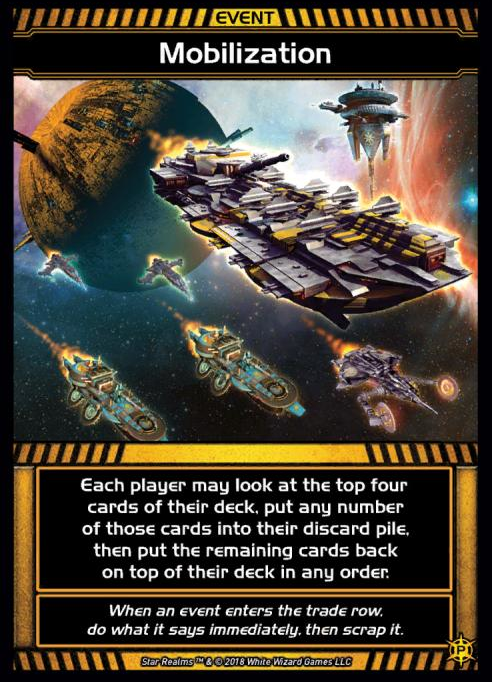 EVENT
Mobilization
Each player may look at the top four
cards of their deck, put any number
of those cards into their discard pile,
then put the remaining cards back
on top of their deck in any order.
When an event enters the trade row,
do what it says immediately, then scrap it.
Star Realms ™ & © 2018 White Wizard Games LLC
P